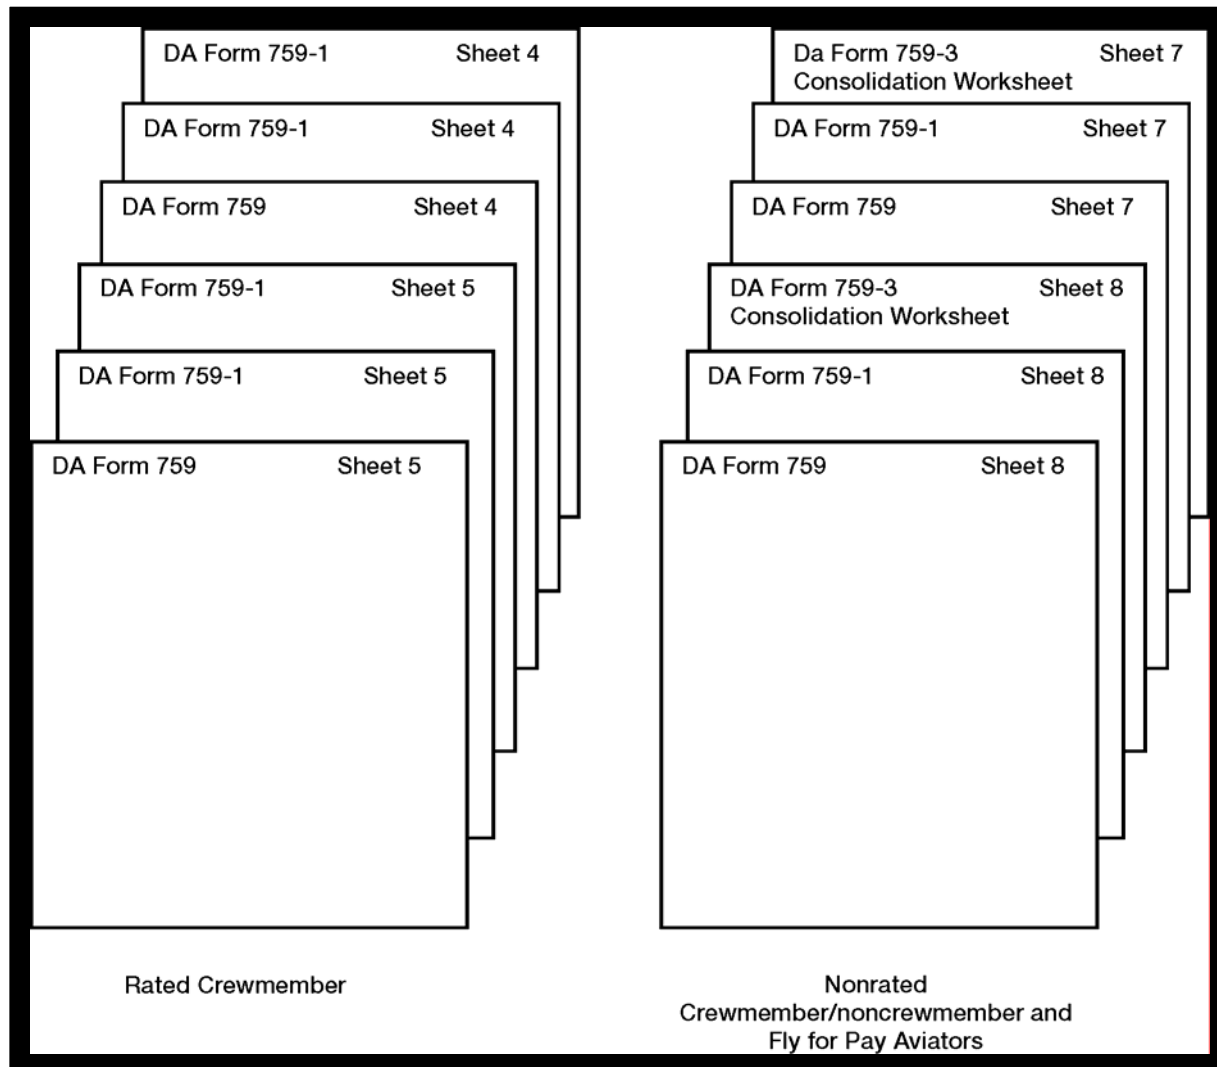 DA Form 759-1 Sheet 4
DA Form 759-1 Sheet 4
DA Form 759 Sheet 4
DA Form 759-1 Sheet 5
DA Form 759-1 Sheet 5
DA Form 759 Sheet 5
Rated Crewmember
Da Form 759-3 Sheet 7
Consolidation Worksheet
DA Form 759-1 Sheet 7
DA Form 759 Sheet 7
DA Form 759-3 Sheet 8
Consolidation Worksheet
DA Form 759-1 Sheet 8
DA Form 759 Sheet 8
Nonrated
Crewmember/noncrewmember and
Fly for Pay Aviators